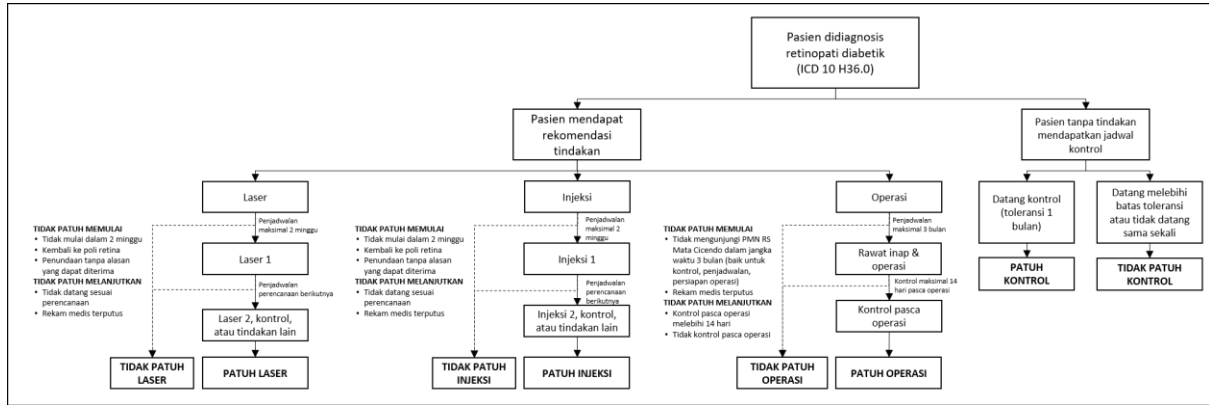 Pasien didiagnosis
retinopati diabetik
(ICD 10 H36.0)
Pasien mendapat
rekomendasi
tindakan
Pasien tanpa tindakan
mendapatkan jadwal
kontrol
Laser
Penjadwalan
maksimal 2 minggu
TIDAK PATUH MEMULAI
• Tidak mulai dalam 2 minggu
• Kembali ke poli retina
• Penundaan tanpa alasan
yang dapat diterima
TIDAK PATUH MELANJUTKAN
• Tidak datang sesuai
perencanaan
• Rekam medis terputus
Laser 1
Penjadwalan
perencanaan berikutnya
Laser 2, kontrol,
atau tindakan lain
TIDAK PATUH
LASER
PATUH LASER
Injeksi
Penjadwalan
maksimal 2
minggu
TIDAK PATUH MEMULAI
• Tidak mulai dalam 2 minggu
• Kembali ke poli retina
• Penundaan tanpa alasan
yang dapat diterima
TIDAK PATUH MELANJUTKAN
• Tidak datang sesuai
perencanaan
• Rekam medis terputus
Injeksi 1
Penjadwalan
perencanaan
berikutnya
Injeksi 2, kontrol,
atau tindakan lain
TIDAK PATUH
INJEKSI
PATUH INJEKSI
Operasi
Penjadwalan
maksimal 3 bulan
TIDAK PATUH MEMULAI
• Tidak mengunjungi PMN RS
Mata Cicendo dalam jangka
waktu 3 bulan (baik untuk
kontrol, penjadwalan,
persiapan operasi)
• Rekam medis terputus
TIDAK PATUH MELANJUTKAN
• Kontrol pasca operasi
melebihi 14 hari
• Tidak kontrol pasca operasi
Rawat inap &
operasi
Kontrol maksimal 14
hari pasca operasi
Kontrol pasca
operasi
TIDAK PATUH
OPERASI
PATUH OPERASI
Datang kontrol
(toleransi 1
bulan)
PATUH
KONTROL
Datang melebihi
batas toleransi
atau tidak datang
sama sekali
TIDAK PATUH
KONTROL